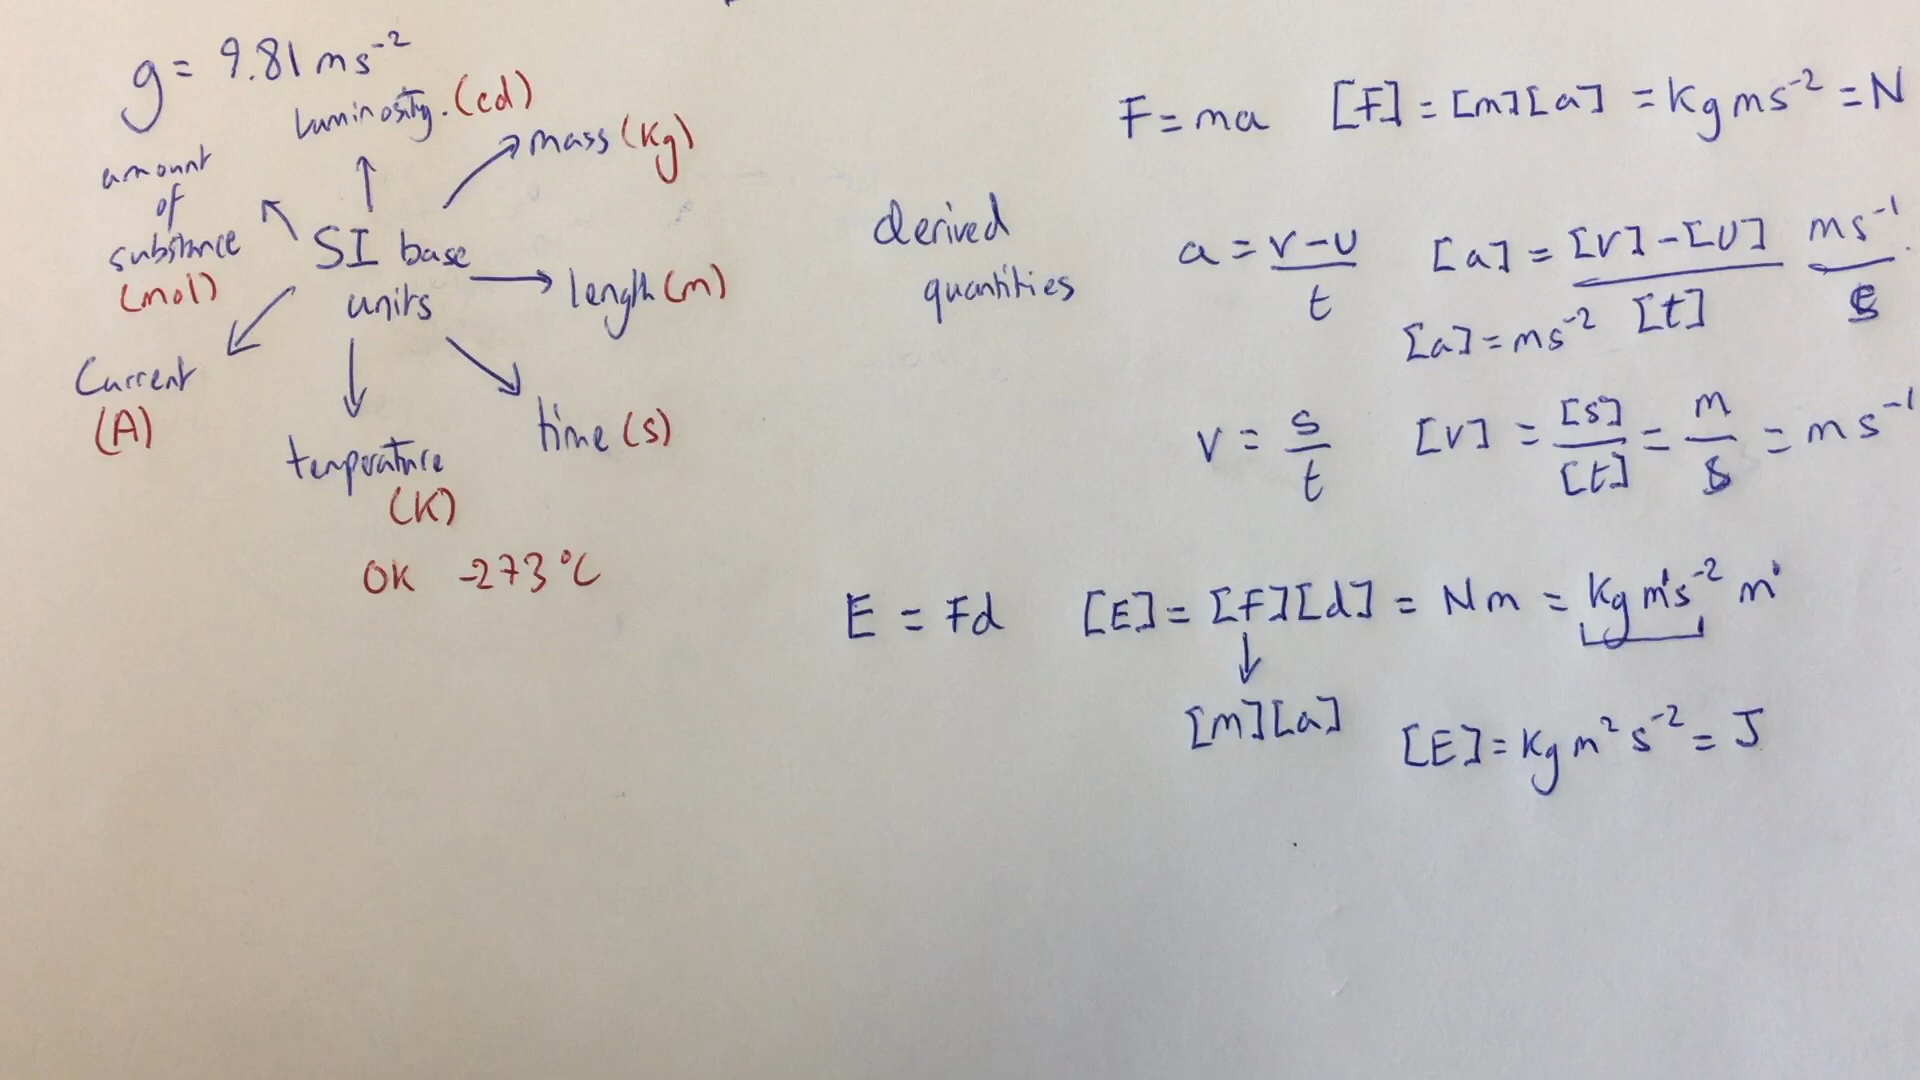 g = 9.81 ms⁻²
luminosity. (cd)
mass (kg)
amount
of
substance
(mol)
SI base
units
length (m)
Current
(A)
temperature
(K)
time (s)
0K -273°C
F = ma [F] = [m][a] = kg ms⁻² = N
derived
quantities
a = v-u / t [a] = [v]-[u] / [t] ms⁻¹ / s
[a] = ms⁻²
v = s / t [v] = [s] / [t] = m / s = ms⁻¹
E = Fd [E] = [F][d] = Nm = kg m¹s⁻² m¹
[m][a]
[E] = kg m² s⁻² = J